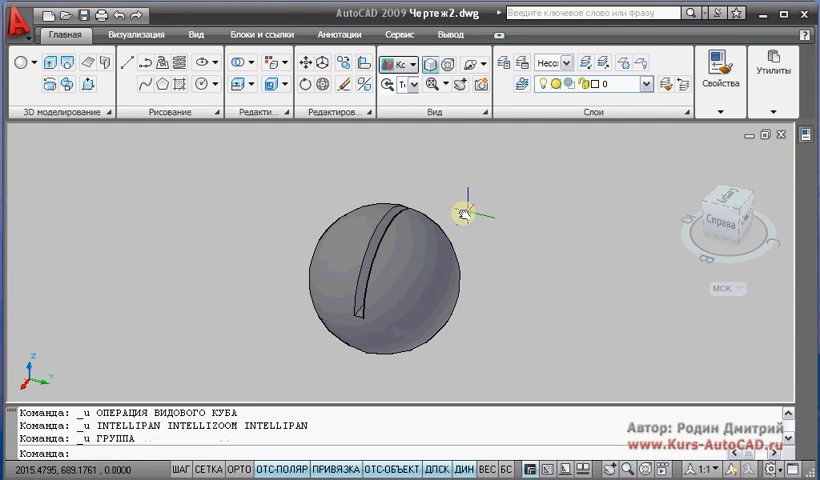 AutoCAD 2009 Чертеж2.dwg
Введите ключевое слово или фразу
Главная Визуализация Вид Блоки и ссылки Аннотации Сервис Вывод
Несо:
0
Свойства
Утилиты
3D моделирование
Рисование
Редакти...
Редактиров...
Вид
Слои
Справа
МСК
Z
Команда: _u ОПЕРАЦИЯ ВИДОВОГО КУБА
Команда: _u INTELLIPAN INTELLIZOOM INTELLIPAN
Команда: _u ГРУППА
Команда:
Автор: Родин Дмитрий
www.Kurs-AutoCAD.ru
2015.4795, 689.1761, 0.0000
ШАГ СЕТКА ОРТО ОТС-ПОЛЯР ПРИВЯЗКА ОТС-ОБЪЕКТ ДПСК ДИН ВЕС БС
1:1